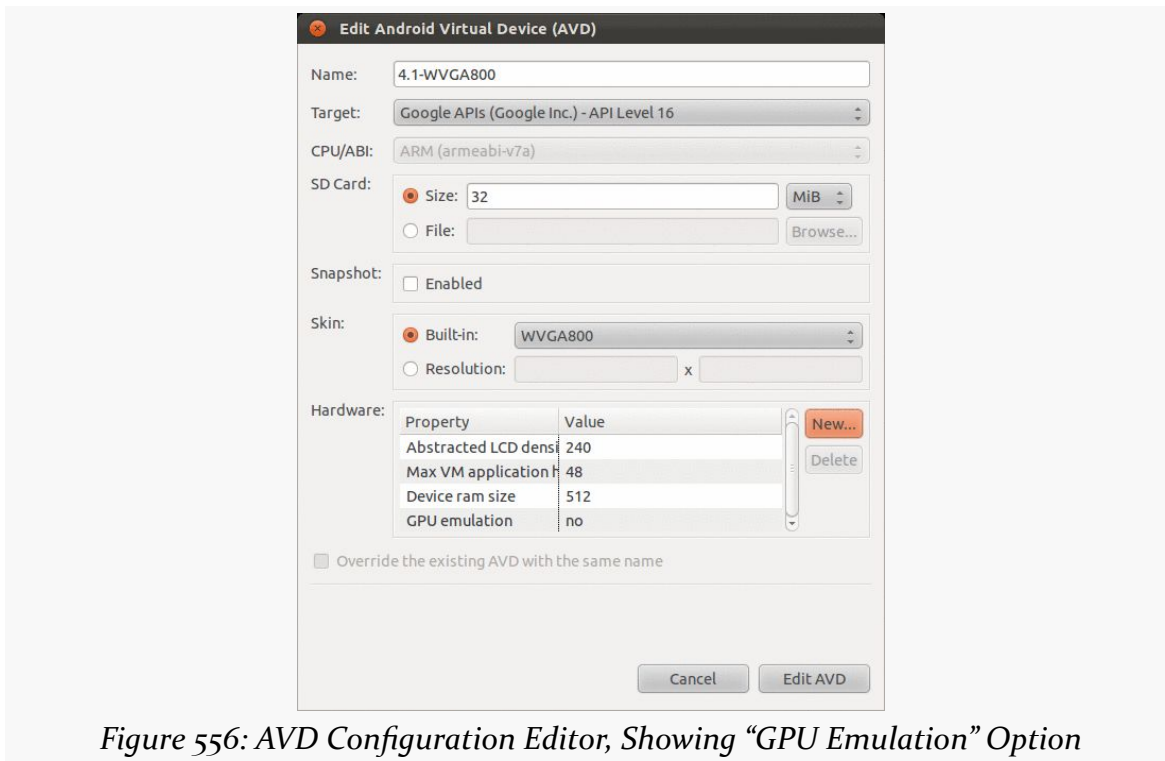 Edit Android Virtual Device (AVD)
Name: 4.1-WVGA800
Target: Google APIs (Google Inc.) - API Level 16
CPU/ABI: ARM (armeabi-v7a)
SD Card:
Size: 32 MiB
File: Browse...
Snapshot:
Enabled
Skin:
Built-in: WVGA800
Resolution: x
Hardware:
Property Value New...
Abstracted LCD densi 240
Delete
Max VM application h 48
Device ram size 512
GPU emulation no
Override the existing AVD with the same name
Cancel Edit AVD
Figure 556: AVD Configuration Editor, Showing “GPU Emulation” Option